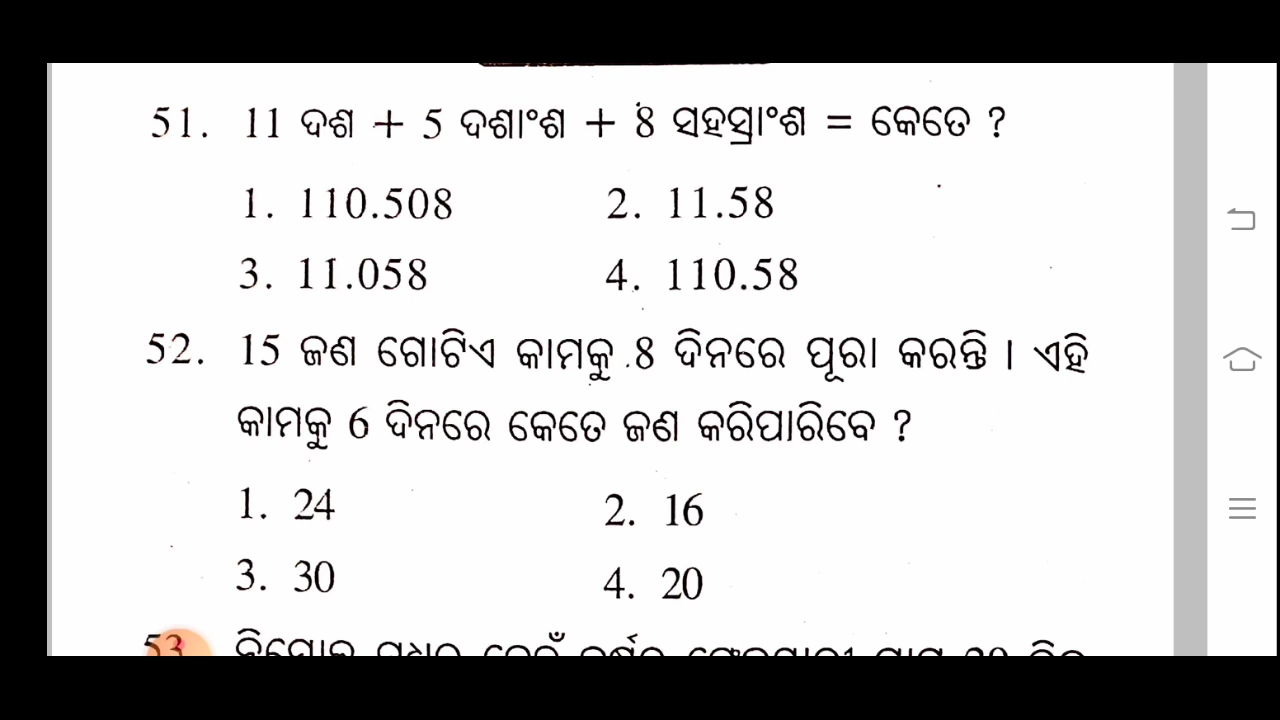 51. 11 ଦଶ + 5 ଦଶାଂଶ + 8 ସହସ୍ରାଂଶ = କେତେ ?
1. 110.508 2. 11.58
3. 11.058 4. 110.58
52. 15 ଜଣ ଗୋଟିଏ କାମକୁ 8 ଦିନରେ ପୂରା କରନ୍ତି । ଏହି
କାମକୁ 6 ଦିନରେ କେତେ ଜଣ କରିପାରିବେ ?
1. 24 2. 16
3. 30 4. 20
53